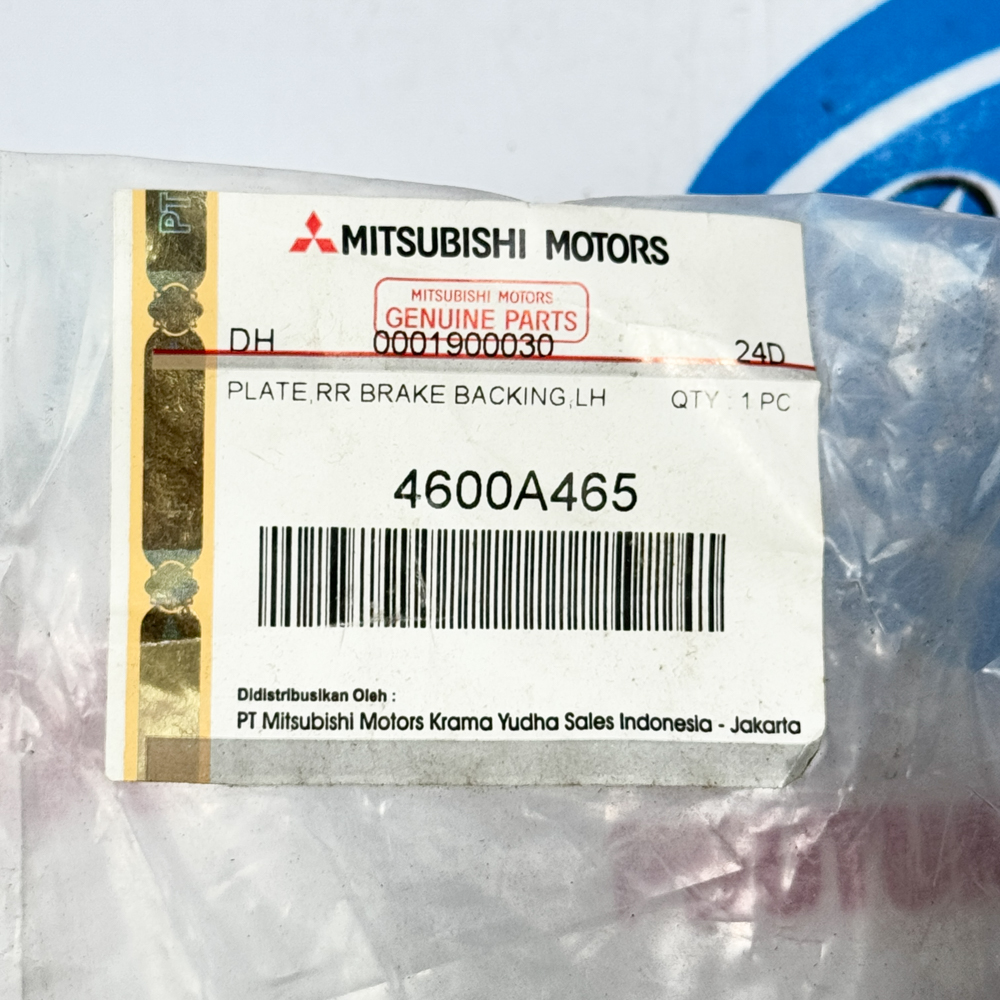 PT
MITSUBISHI MOTORS
MITSUBISHI MOTORS
GENUINE PARTS
DH 0001900030 24D
PLATE,RR BRAKE BACKING,LH QTY : 1 PC
4600A465
Didistribusikan Oleh :
PT Mitsubishi Motors Krama Yudha Sales Indonesia - Jakarta